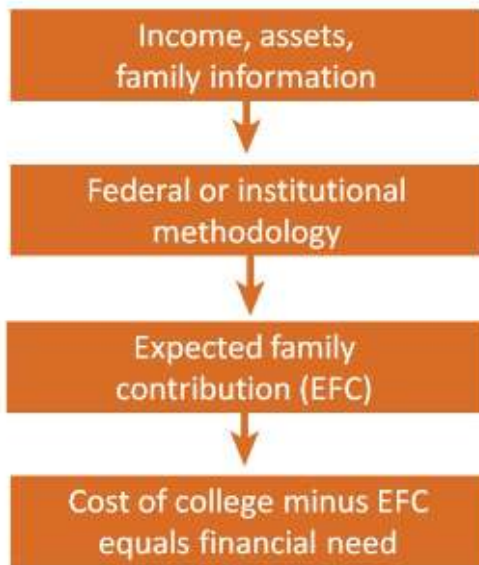 Income, assets,
family information
Federal or institutional
methodology
Expected family
contribution (EFC)
Cost of college minus EFC
equals financial need